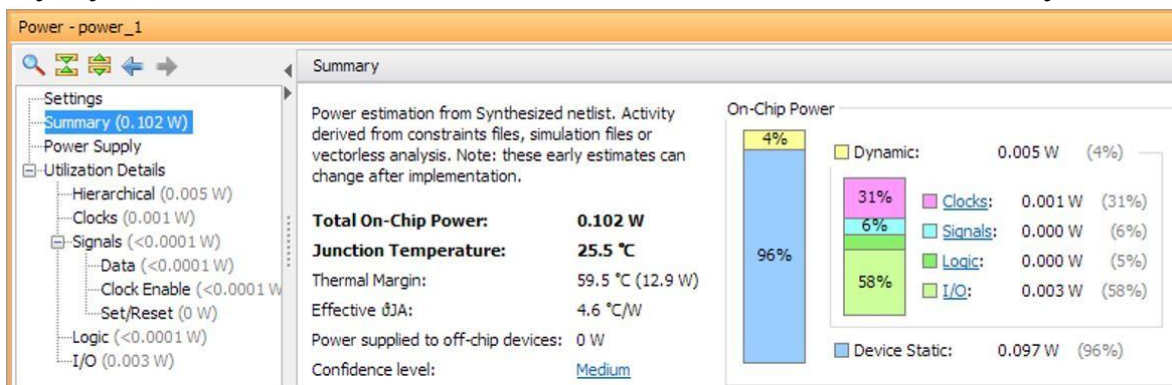 Power - power_1
Settings
Summary (0.102 W)
Power Supply
Utilization Details
Hierarchical (0.005 W)
Clocks (0.001 W)
Signals (<0.0001 W)
Data (<0.0001 W)
Clock Enable (<0.0001 W
Set/Reset (0 W)
Logic (<0.0001 W)
I/O (0.003 W)
Summary
Power estimation from Synthesized netlist. Activity
derived from constraints files, simulation files or
vectorless analysis. Note: these early estimates can
change after implementation.
Total On-Chip Power: 0.102 W
Junction Temperature: 25.5 °C
Thermal Margin: 59.5 °C (12.9 W)
Effective ϑJA: 4.6 °C/W
Power supplied to off-chip devices: 0 W
Confidence level: Medium
On-Chip Power
4%
96%
Dynamic: 0.005 W (4%)
31%
6%
58%
Clocks: 0.001 W (31%)
Signals: 0.000 W (6%)
Logic: 0.000 W (5%)
I/O: 0.003 W (58%)
Device Static: 0.097 W (96%)